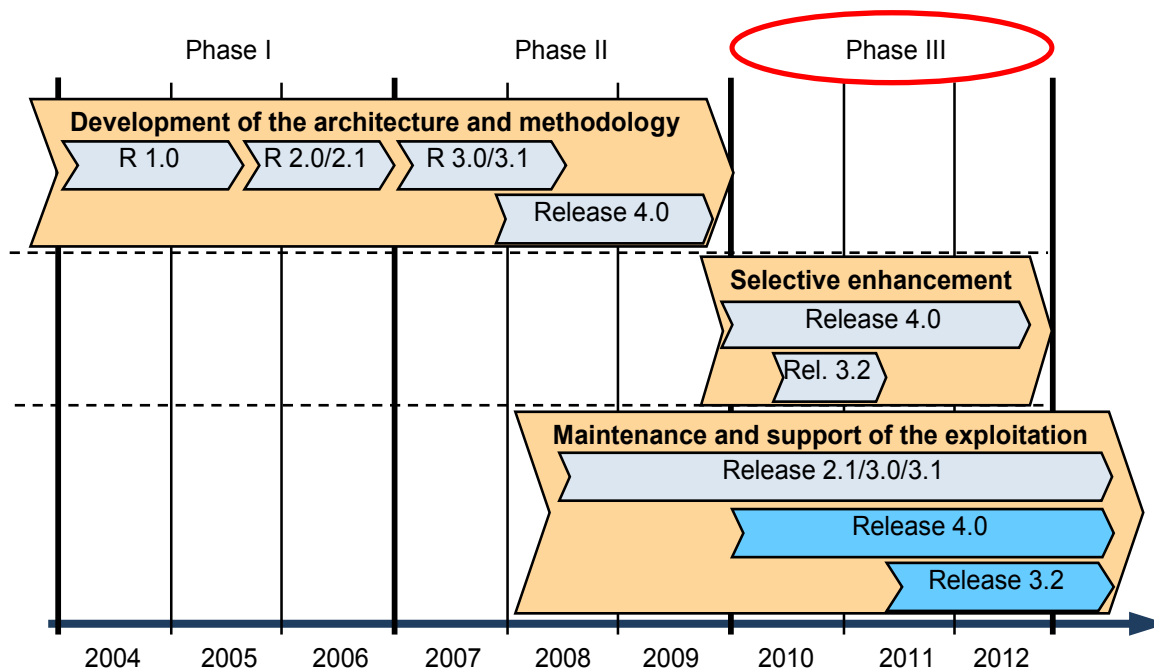 Phase I
Phase II
Phase III
Development of the architecture and methodology
R 1.0
R 2.0/2.1
R 3.0/3.1
Release 4.0
Selective enhancement
Release 4.0
Rel. 3.2
Maintenance and support of the exploitation
Release 2.1/3.0/3.1
Release 4.0
Release 3.2
2004
2005
2006
2007
2008
2009
2010
2011
2012